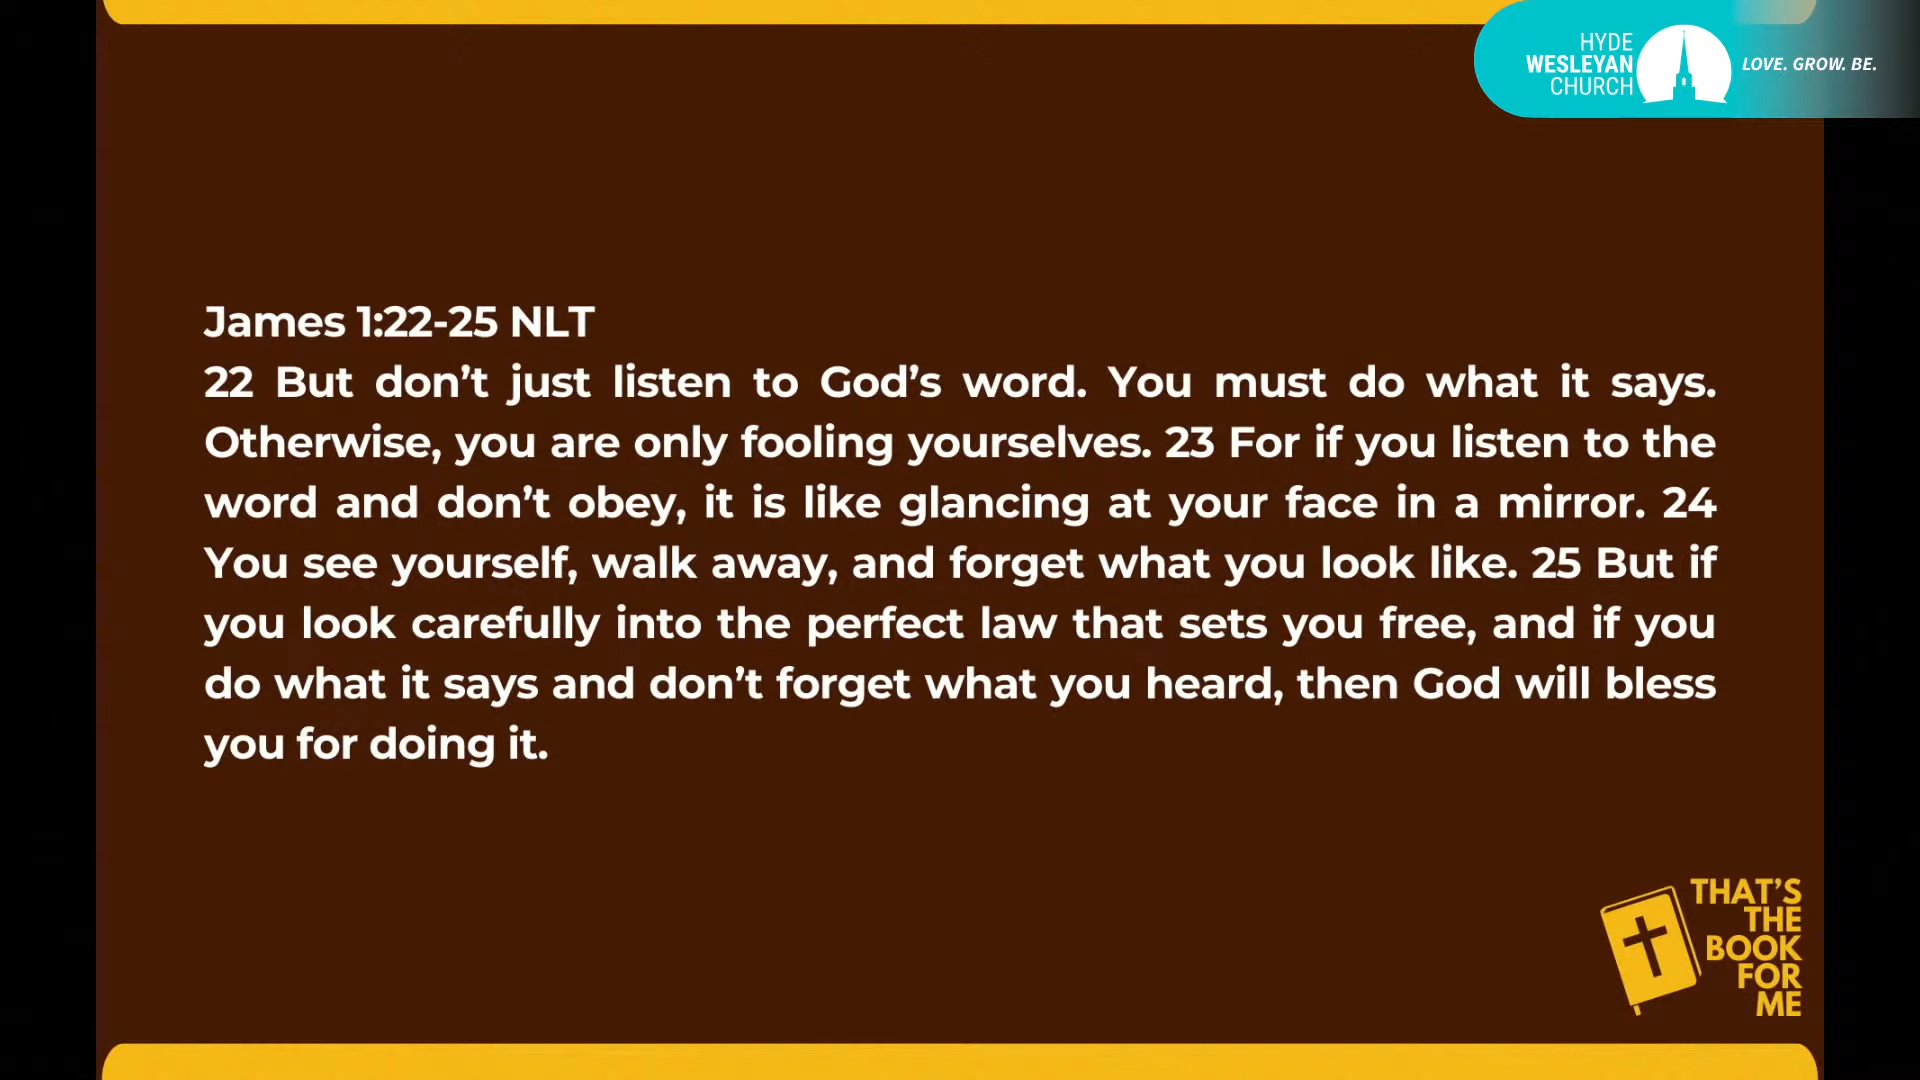 HYDE
WESLEYAN
CHURCH
LOVE. GROW. BE.
James 1:22-25 NLT
22 But don’t just listen to God’s word. You must do what it says.
Otherwise, you are only fooling yourselves. 23 For if you listen to the
word and don’t obey, it is like glancing at your face in a mirror. 24
You see yourself, walk away, and forget what you look like. 25 But if
you look carefully into the perfect law that sets you free, and if you
do what it says and don’t forget what you heard, then God will bless
you for doing it.
THAT’S
THE
BOOK
FOR
ME